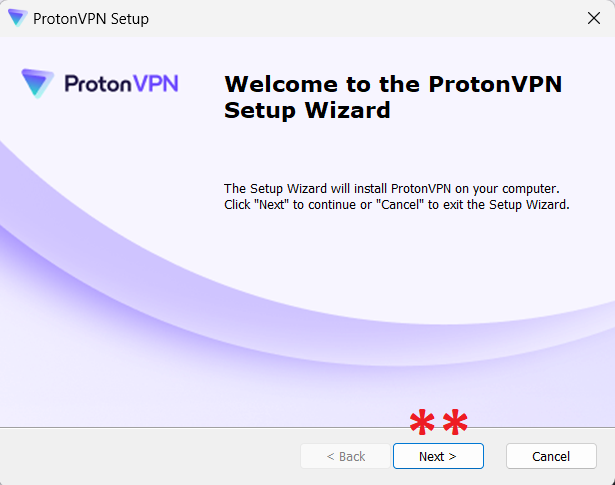 ProtonVPN Setup
ProtonVPN
Welcome to the ProtonVPN
Setup Wizard
The Setup Wizard will install ProtonVPN on your computer.
Click "Next" to continue or "Cancel" to exit the Setup Wizard.
**
< Back
Next >
Cancel